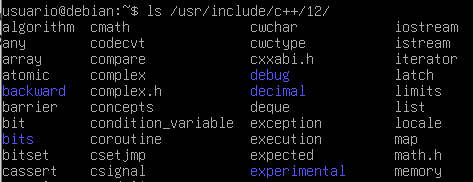 usuario@debian:~$ ls /usr/include/c++/12/
algorithm cmath cwchar iostream
any codecvt cwctype istream
array compare cxxabi.h iterator
atomic complex debug latch
backward complex.h decimal limits
barrier concepts deque list
bit condition_variable exception locale
bits coroutine execution map
bitset csetjmp expected math.h
cassert csignal experimental memory